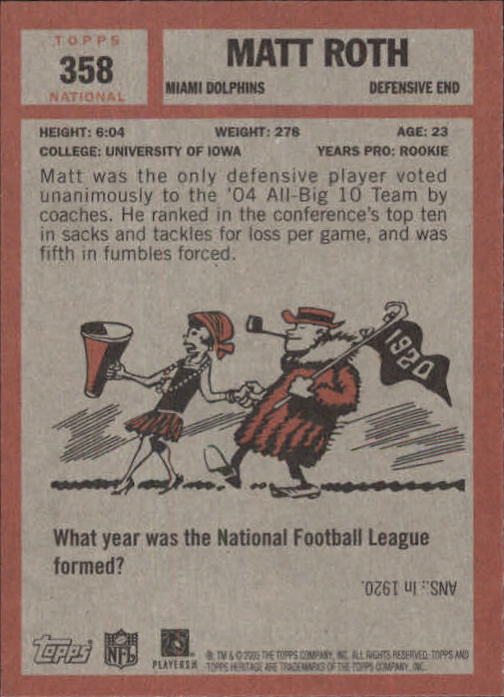 TOPPS
358
NATIONAL
MATT ROTH
MIAMI DOLPHINS DEFENSIVE END
HEIGHT: 6:04 WEIGHT: 278 AGE: 23
COLLEGE: UNIVERSITY OF IOWA YEARS PRO: ROOKIE
Matt was the only defensive player voted
unanimously to the '04 All-Big 10 Team by
coaches. He ranked in the conference's top ten
in sacks and tackles for loss per game, and was
fifth in fumbles forced.
1920
What year was the National Football League
formed?
ANS.: In 1920.
Topps
NFL
PLAYERS
® TM & © 2005 THE TOPPS COMPANY, INC. ALL RIGHTS RESERVED. TOPPS AND
TOPPS HERITAGE ARE TRADEMARKS OF THE TOPPS COMPANY, INC.